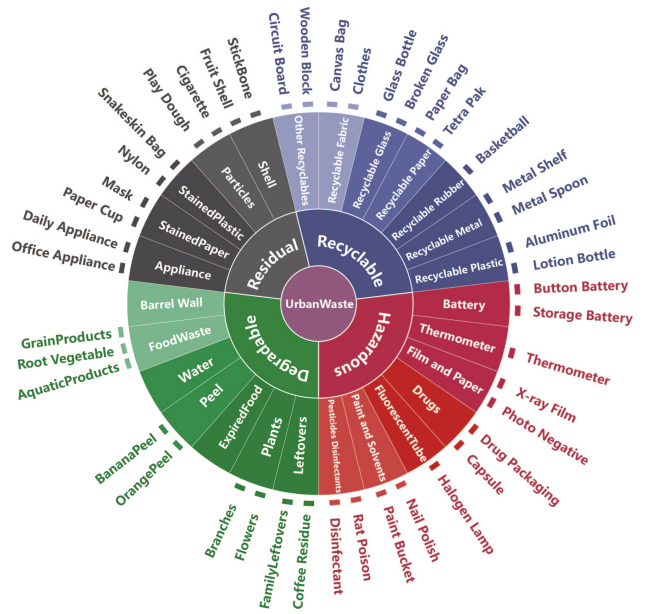 UrbanWaste
Recyclable
Hazardous
Degradable
Residual
Other Recyclables
Recyclable Fabric
Recyclable Glass
Recyclable Paper
Recyclable Rubber
Recyclable Metal
Recyclable Plastic
Battery
Thermometer
Film and Paper
Drugs
FluorescentTube
Paint and Solvents
Pesticides Disinfectants
Leftovers
Plants
ExpiredFood
Peel
Water
FoodWaste
Barrel Wall
Appliance
StainedPaper
StainedPlastic
Particles
Shell
Circuit Board
Wooden Block
Canvas Bag
Clothes
Glass Bottle
Broken Glass
Paper Bag
Tetra Pak
Basketball
Metal Shelf
Metal Spoon
Aluminum Foil
Lotion Bottle
Button Battery
Storage Battery
Thermometer
X-ray Film
Photo Negative
Drug Packaging
Capsule
Halogen Lamp
Nail Polish
Paint Bucket
Rat Poison
Disinfectant
Coffee Residue
FamilyLeftovers
Flowers
Branches
OrangePeel
BananaPeel
AquaticProducts
Root Vegetable
GrainProducts
Office Appliance
Daily Appliance
Paper Cup
Mask
Nylon
Snakeskin Bag
Play Dough
Cigarette
Fruit Shell
StickBone